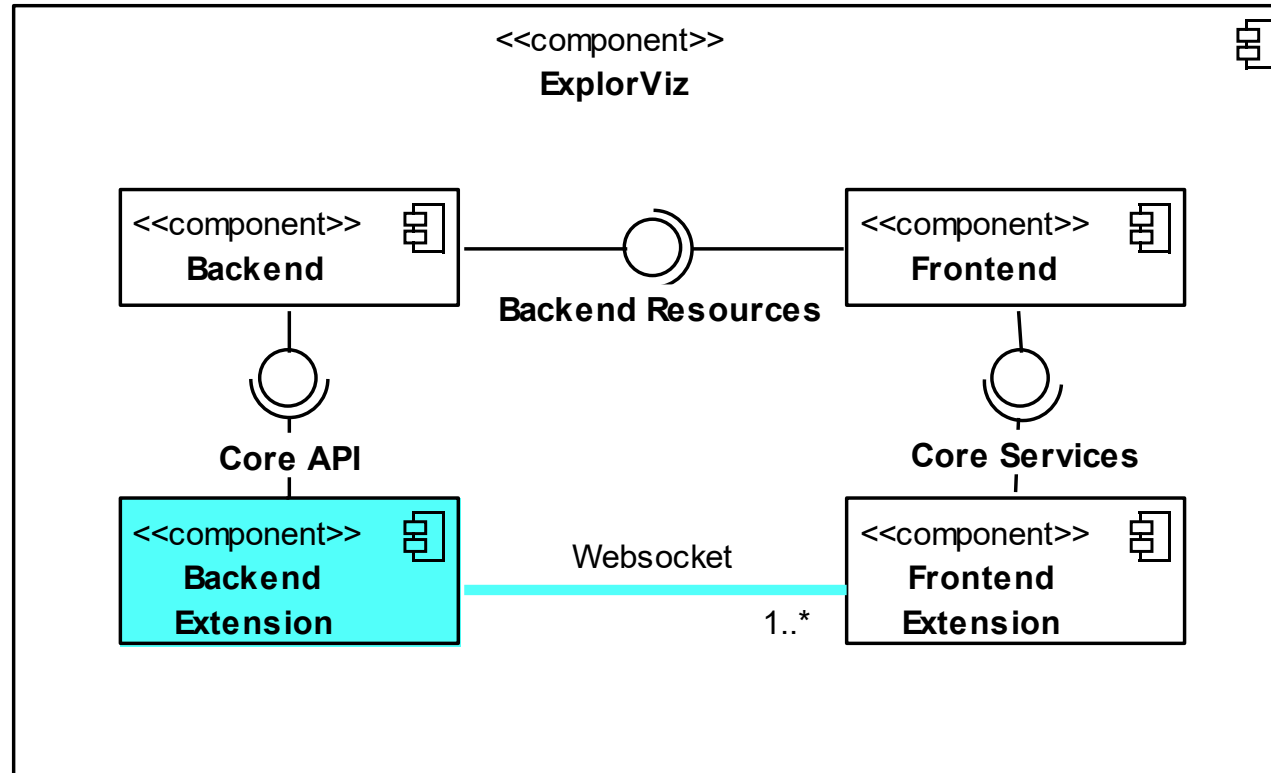 <<component>>
ExplorViz
<<component>>
Backend
<<component>>
Frontend
Backend Resources
Core API
Core Services
<<component>>
Backend
Extension
Websocket
1..*
<<component>>
Frontend
Extension